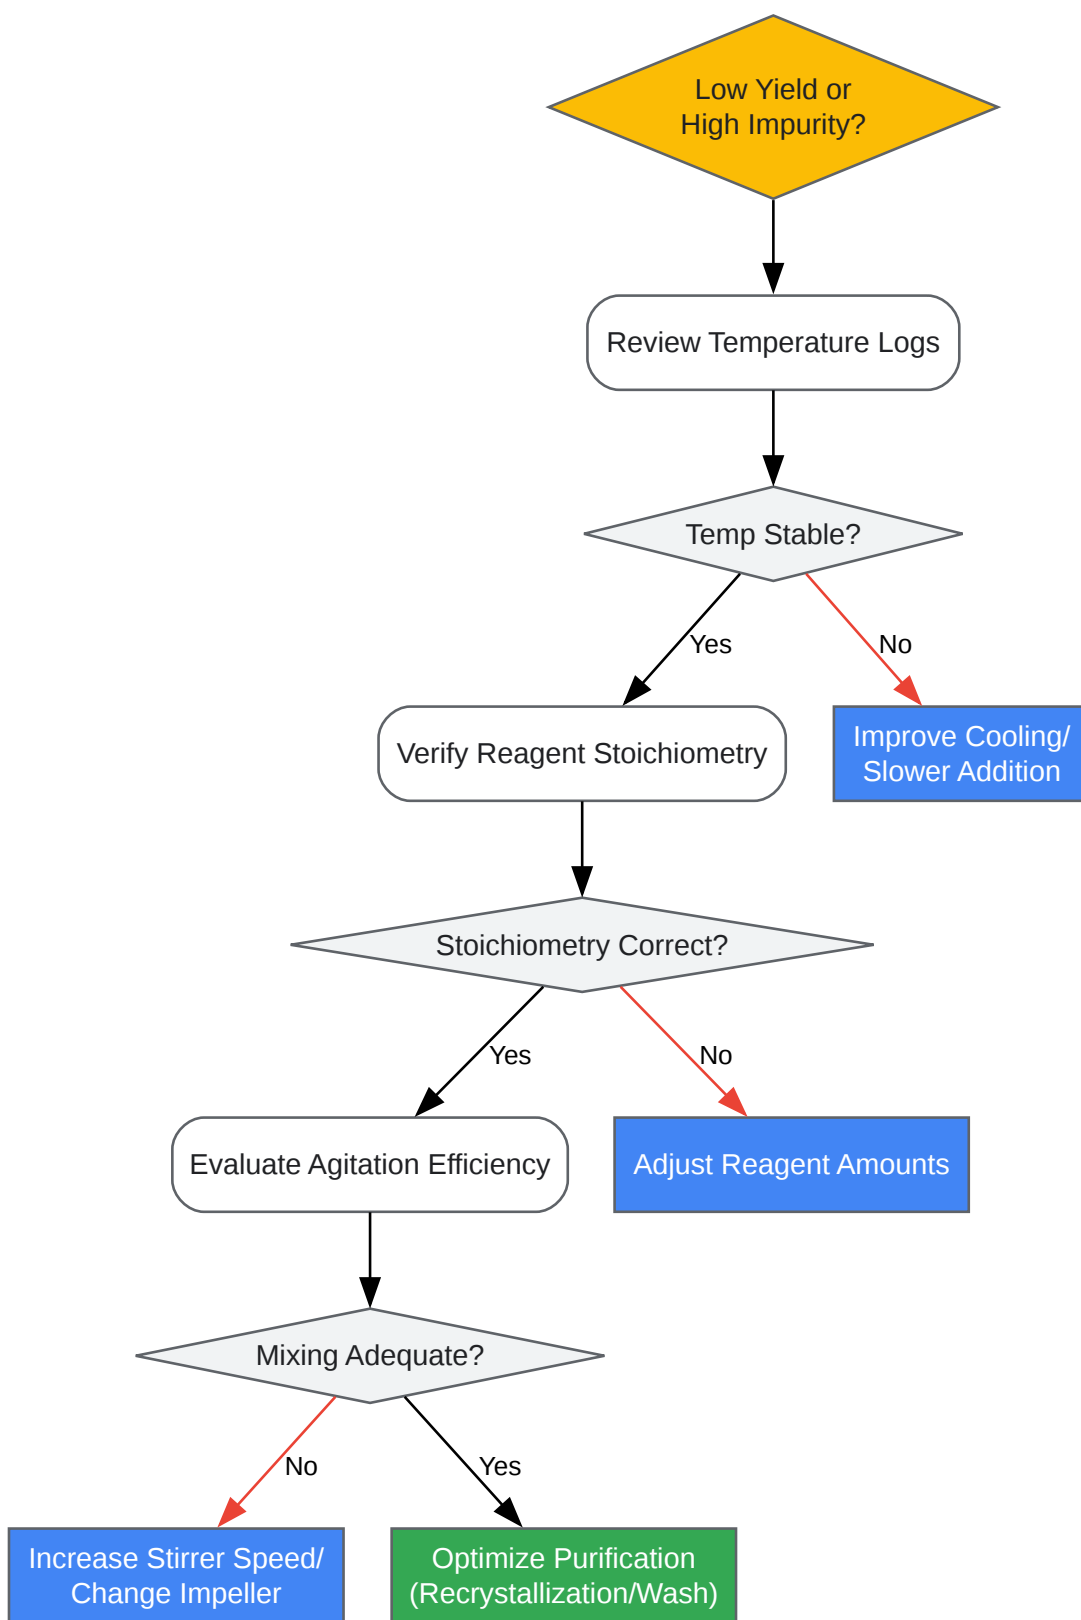 Low Yield or
High Impurity?
Review Temperature Logs
Temp Stable?
Yes
No
Verify Reagent Stoichiometry
Improve Cooling/
Slower Addition
Stoichiometry Correct?
Yes
No
Evaluate Agitation Efficiency
Adjust Reagent Amounts
Mixing Adequate?
No
Yes
Increase Stirrer Speed/
Change Impeller
Optimize Purification
(Recrystallization/Wash)